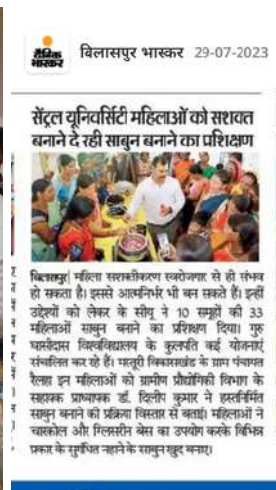 दैनिक
भास्कर
बिलासपुर भास्कर 29-07-2023
सेंट्रल यूनिवर्सिटी महिलाओं को सशक्त
बनाने दे रही साबुन बनाने का प्रशिक्षण
बिलासपुर| महिला सशक्तीकरण स्वरोजगार से ही संभव
हो सकता है। इससे आत्मनिर्भर भी बन सकते हैं। इन्हीं
उद्देश्यों को लेकर के सीयू ने 10 समूहों की 33
महिलाओं साबुन बनाने का प्रशिक्षण दिया। गुरु
घासीदास विश्वविद्यालय के कुलपति कई योजनाएं
संचालित कर रहे हैं। मस्तूरी विकासखंड के ग्राम पंचायत
रैलहा इन महिलाओं को ग्रामीण प्रौद्योगिकी विभाग के
सहायक प्राध्यापक डॉ. दिलीप कुमार ने हस्तनिर्मित
साबुन बनाने की प्रक्रिया विस्तार से बताई। महिलाओं ने
चारकोल और ग्लिसरीन बेस का उपयोग करके विभिन्न
प्रकार के सुगंधित नहाने के साबुन खुद बनाए।